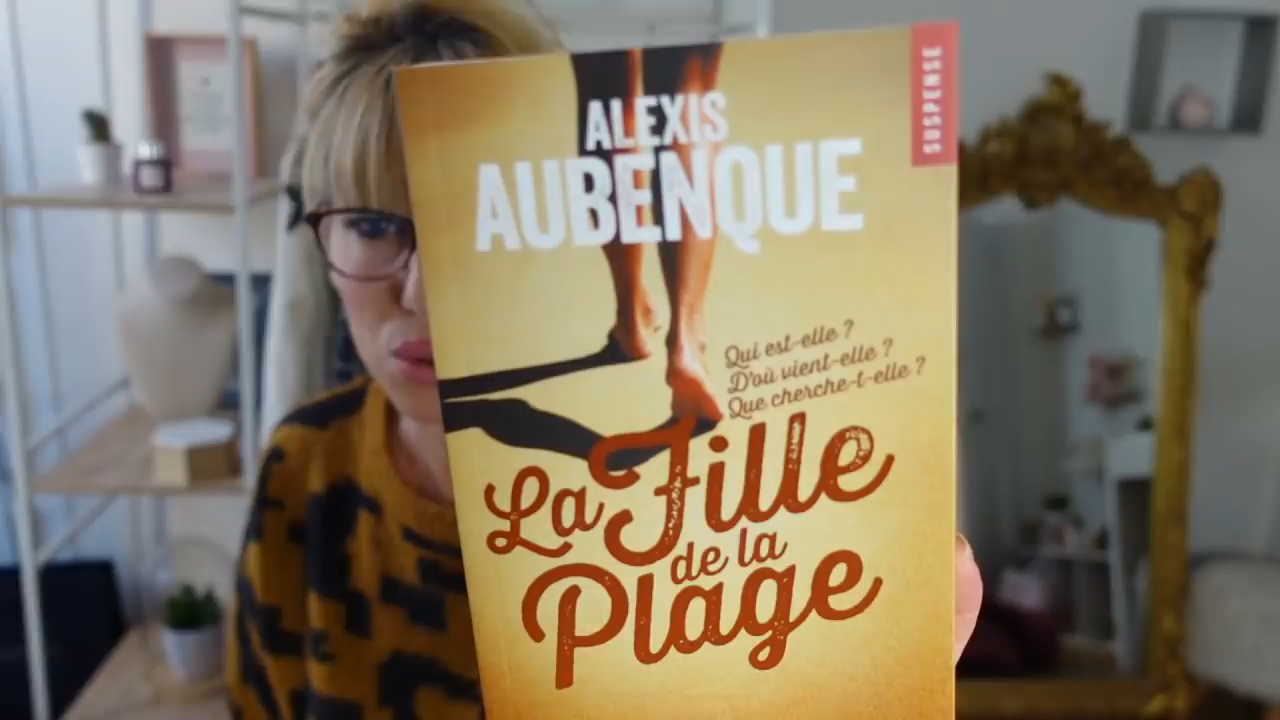 SUSPENSE
ALEXIS
AUBENQUE
Qui est-elle ?
D'où vient-elle ?
Que cherche-t-elle ?
La Fille
de la
Plage